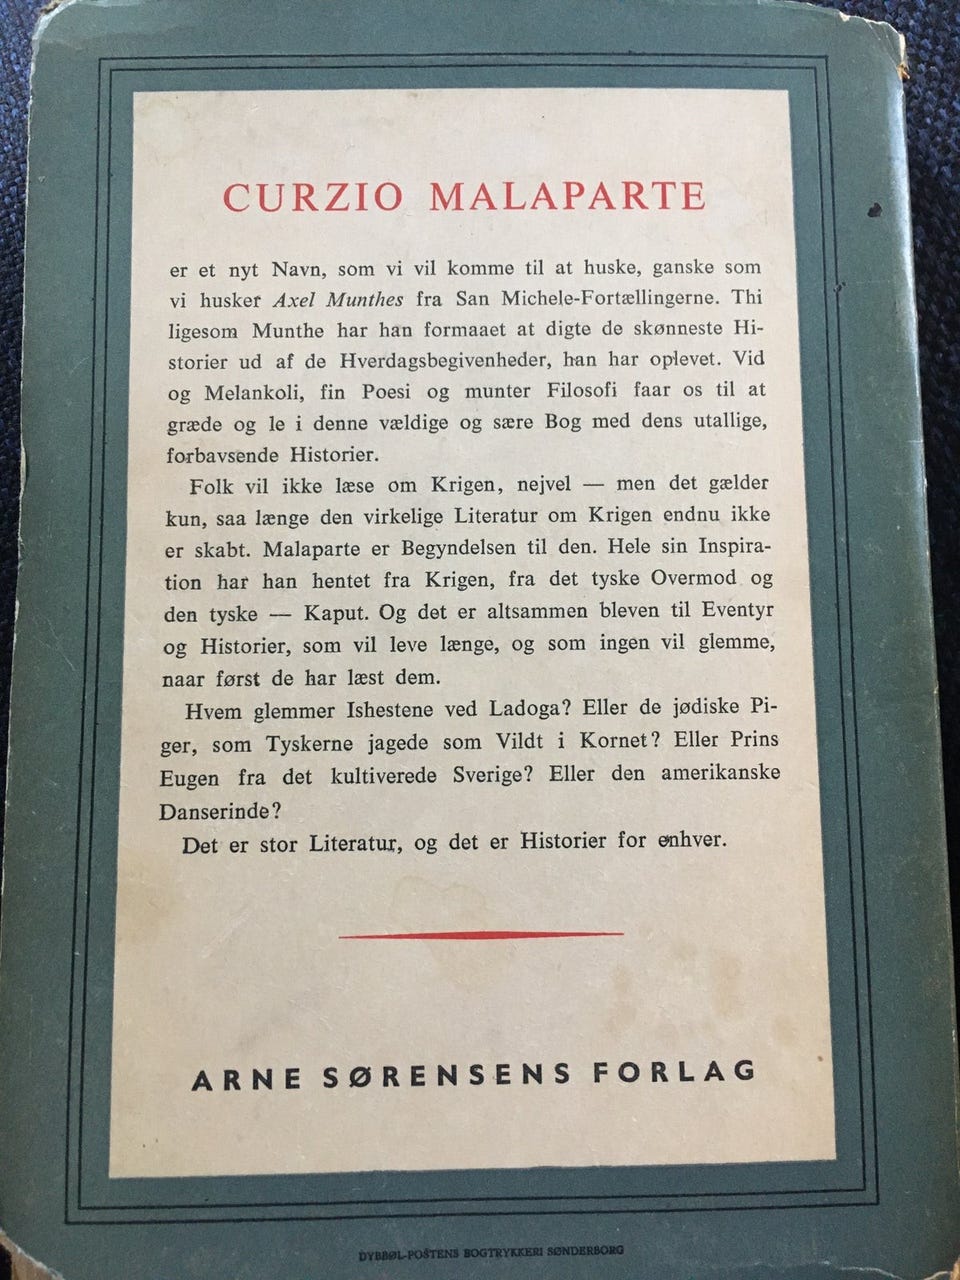 CURZIO MALAPARTE
er et nyt Navn, som vi vil komme til at huske, ganske som
vi husker Axel Munthes fra San Michele-Fortællingerne. Thi
ligesom Munthe har han formaaet at digte de skønneste Hi-
storier ud af de Hverdagsbegivenheder, han har oplevet. Vid
og Melankoli, fin Poesi og munter Filosofi faar os til at
græde og le i denne vældige og sære Bog med dens utallige,
forbavsende Historier.
Folk vil ikke læse om Krigen, nejvel — men det gælder
kun, saa længe den virkelige Literatur om Krigen endnu ikke
er skabt. Malaparte er Begyndelsen til den. Hele sin Inspira-
tion har han hentet fra Krigen, fra det tyske Overmod og
den tyske — Kaput. Og det er altsammen bleven til Eventyr
og Historier, som vil leve længe, og som ingen vil glemme,
naar først de har læst dem.
Hvem glemmer Ishestene ved Ladoga? Eller de jødiske Pi-
ger, som Tyskerne jagede som Vildt i Kornet? Eller Prins
Eugen fra det kultiverede Sverige? Eller den amerikanske
Danserinde?
Det er stor Literatur, og det er Historier for enhver.
ARNE SØRENSENS FORLAG
DYBBØL-POSTENS BOGTRYKKERI SØNDERBORG